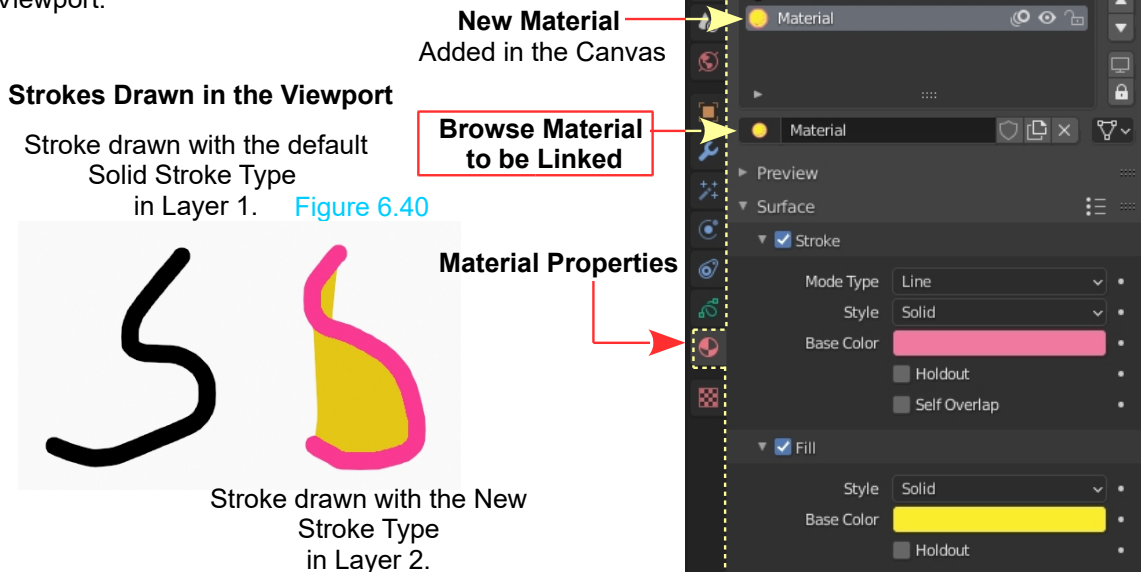 Viewport.
New Material
Added in the Canvas
Strokes Drawn in the Viewport
Stroke drawn with the default
Solid Stroke Type
in Layer 1.
Figure 6.40
Browse Material
to be Linked
Material Properties
Stroke drawn with the New
Stroke Type
in Layer 2.
Material
Material
Preview
Surface
Stroke
Mode Type Line
Style Solid
Base Color
Holdout
Self Overlap
Fill
Style Solid
Base Color
Holdout